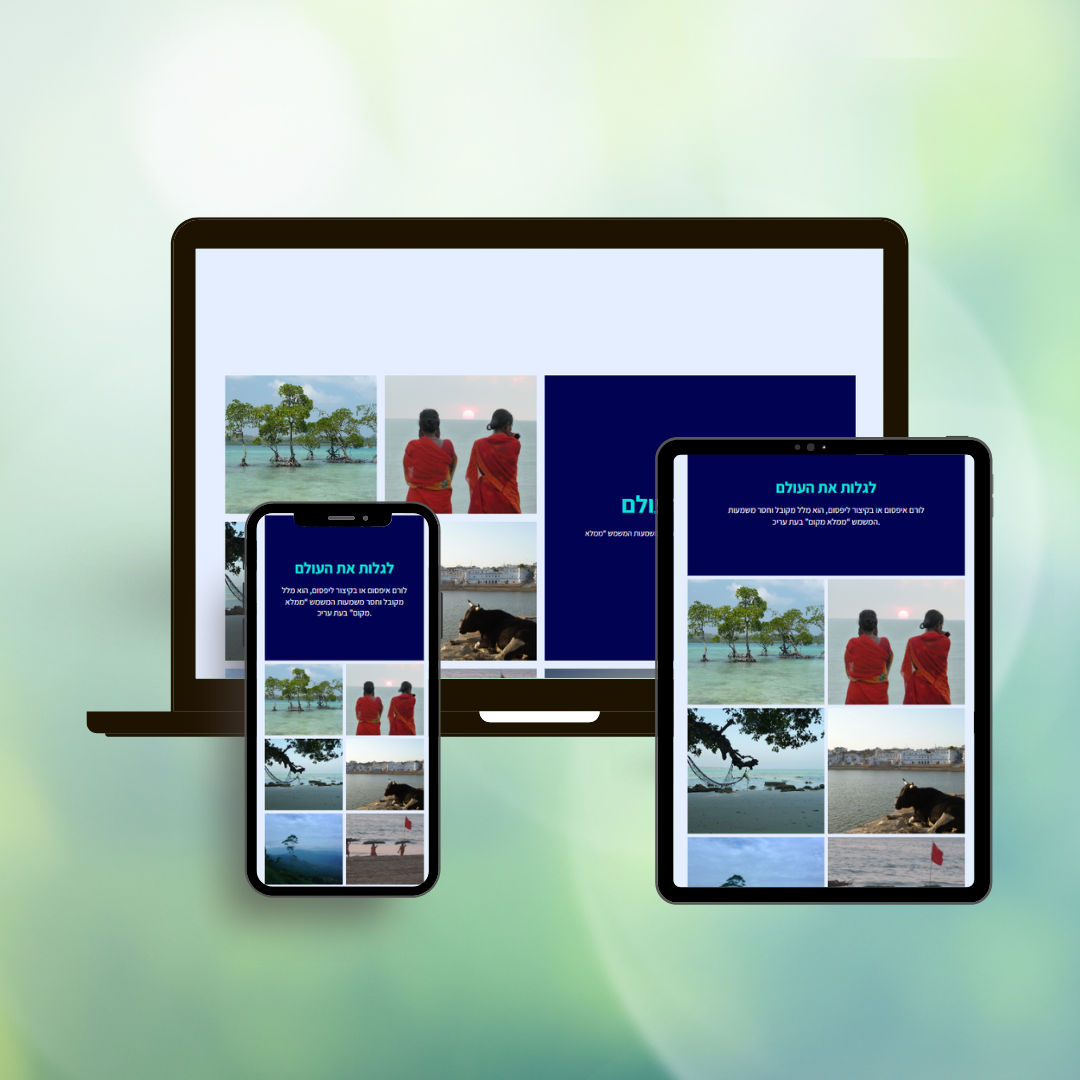 ולם
שמעות המשמש "ממלא
לגלות את העולם
לורם איפסום או בקיצור ליפסום, הוא מלל
מקובל וחסר משמעות המשמש "ממלא
מקום" בעת עריכ.
לגלות את העולם
לורם איפסום או בקיצור ליפסום, הוא מלל מקובל וחסר משמעות
המשמש "ממלא מקום" בעת עריכ.